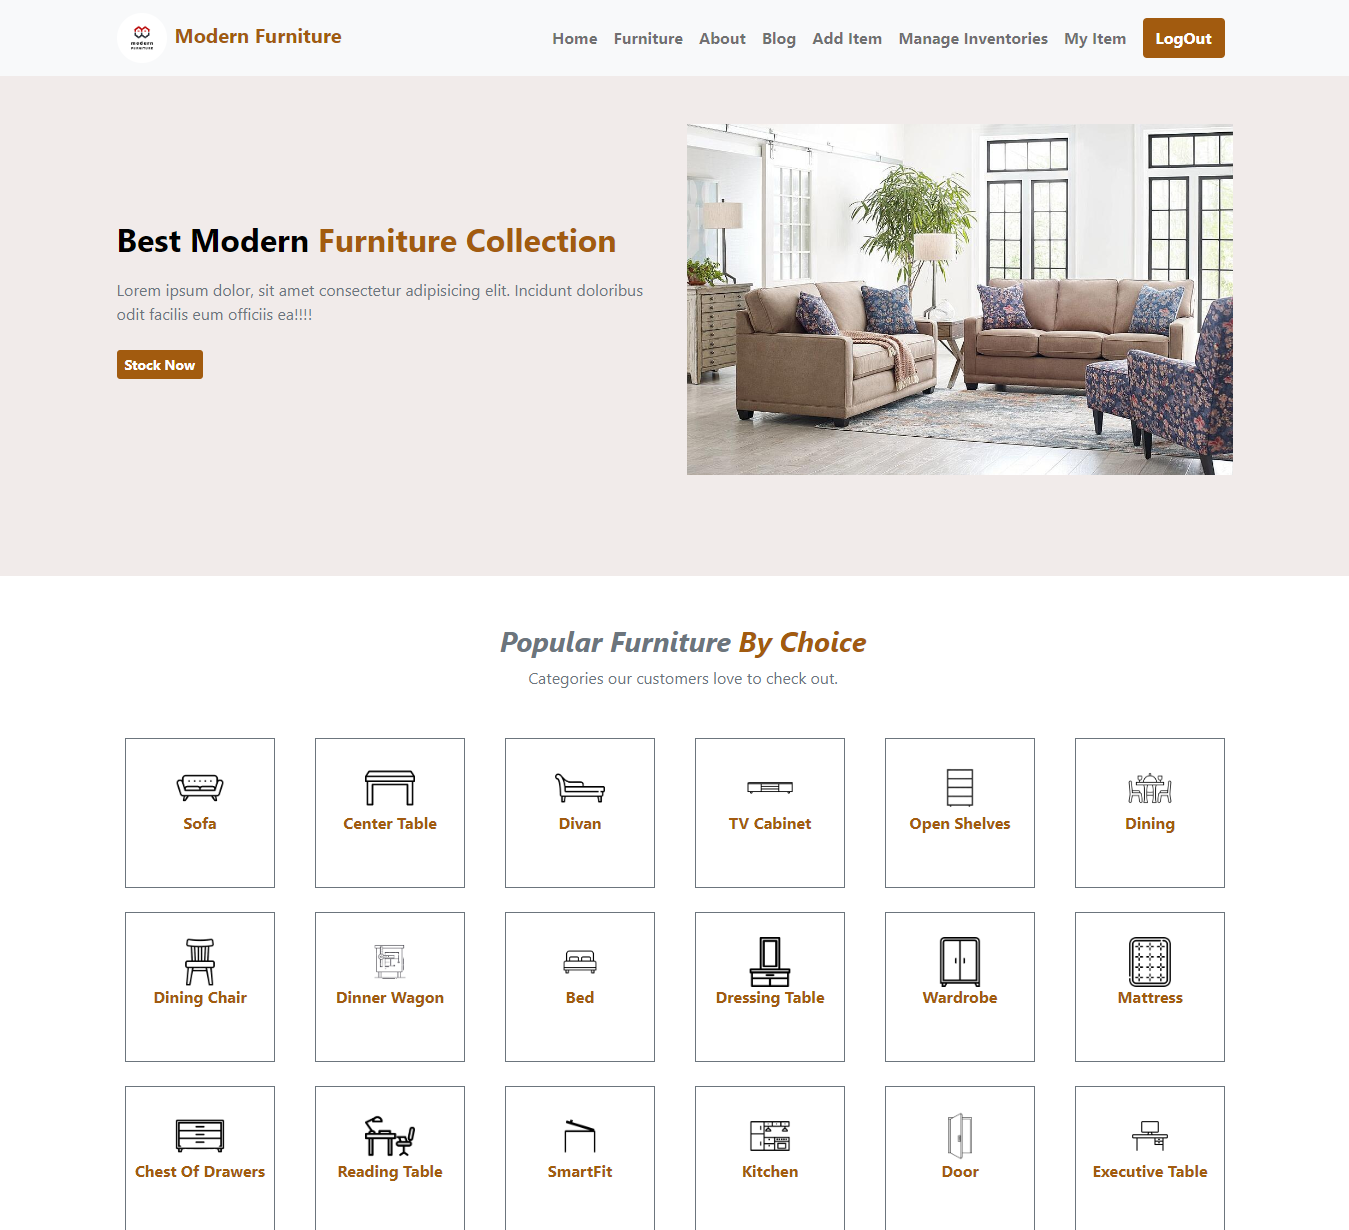 modern
FURNITURE
Modern Furniture
Home Furniture About Blog Add Item Manage Inventories My Item LogOut
Best Modern Furniture Collection
Lorem ipsum dolor, sit amet consectetur adipisicing elit. Incidunt doloribus
odit facilis eum officiis ea!!!!
Stock Now
Popular Furniture By Choice
Categories our customers love to check out.
Sofa Center Table Divan TV Cabinet Open Shelves Dining
Dining Chair Dinner Wagon Bed Dressing Table Wardrobe Mattress
Chest Of Drawers Reading Table SmartFit Kitchen Door Executive Table